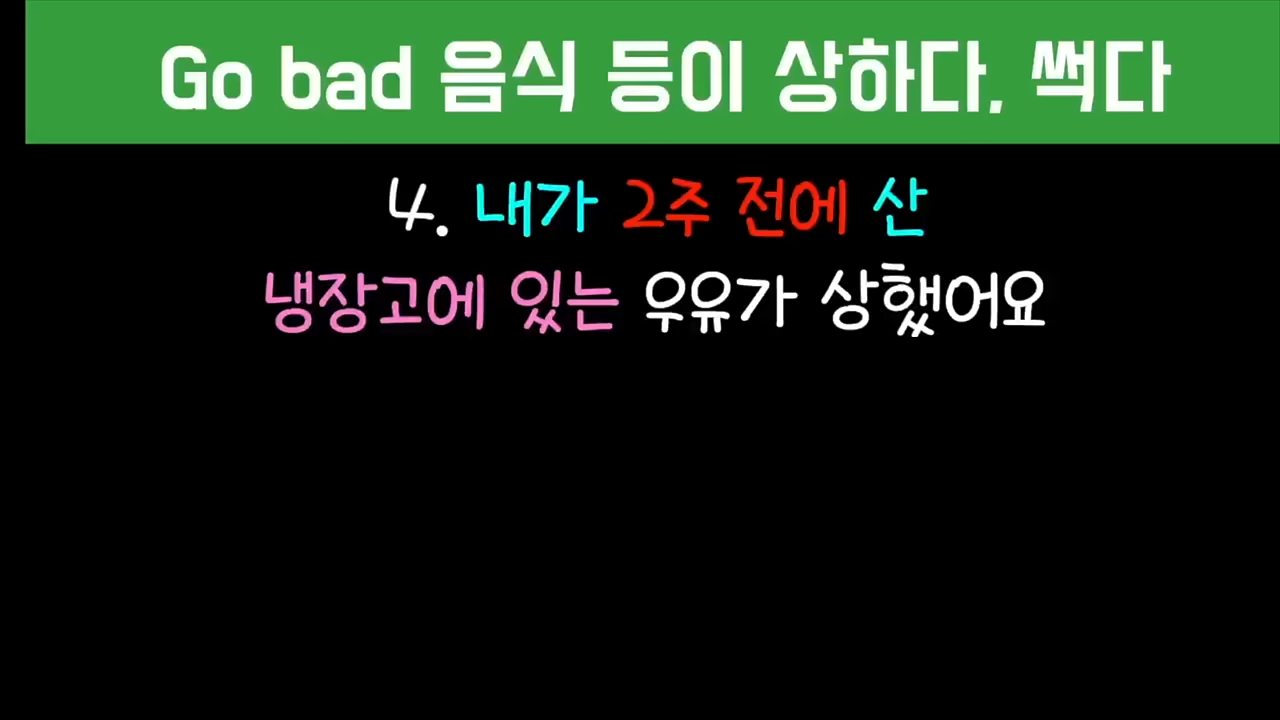 Go bad 음식 등이 상하다, 썩다
4. 내가 2주 전에 산
냉장고에 있는 우유가 상했어요